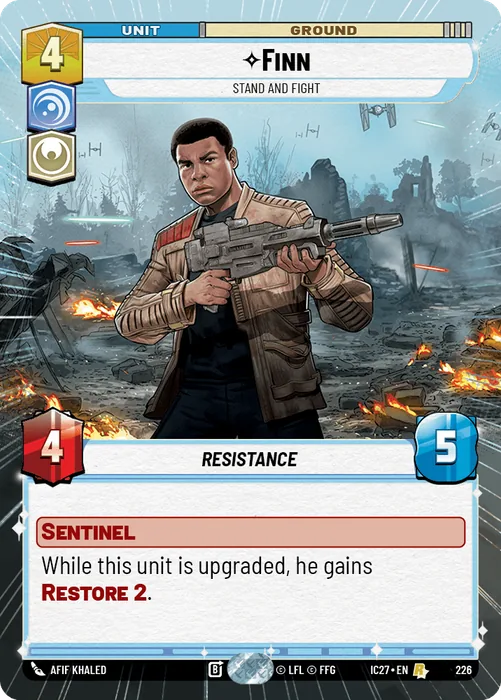 UNIT
GROUND
4
✧FINN
STAND AND FIGHT
4
RESISTANCE
5
SENTINEL
While this unit is upgraded, he gains
RESTORE 2.
AFIF KHALED
B
© LFL © FFG
IC27•EN
R
226